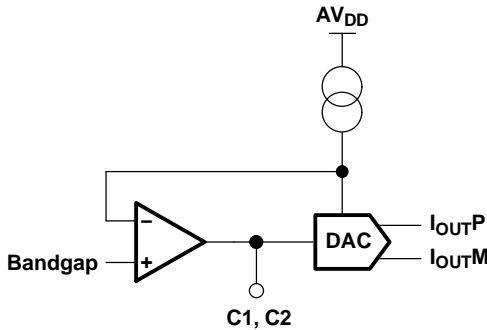 AVDD
−
Bandgap
+
DAC
IOUTP
IOUTM
C1, C2